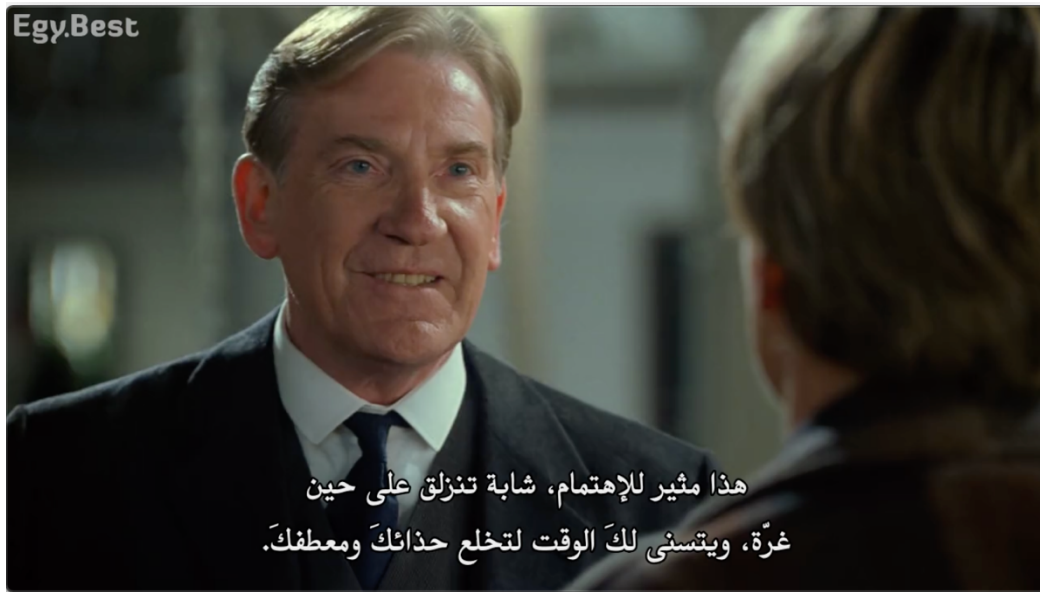 Egy.Best
هذا مثير للإهتمام، شابة تنزلق على حين
غرّة، ويتسنى لكَ الوقت لتخلع حذائكَ ومعطفكَ.